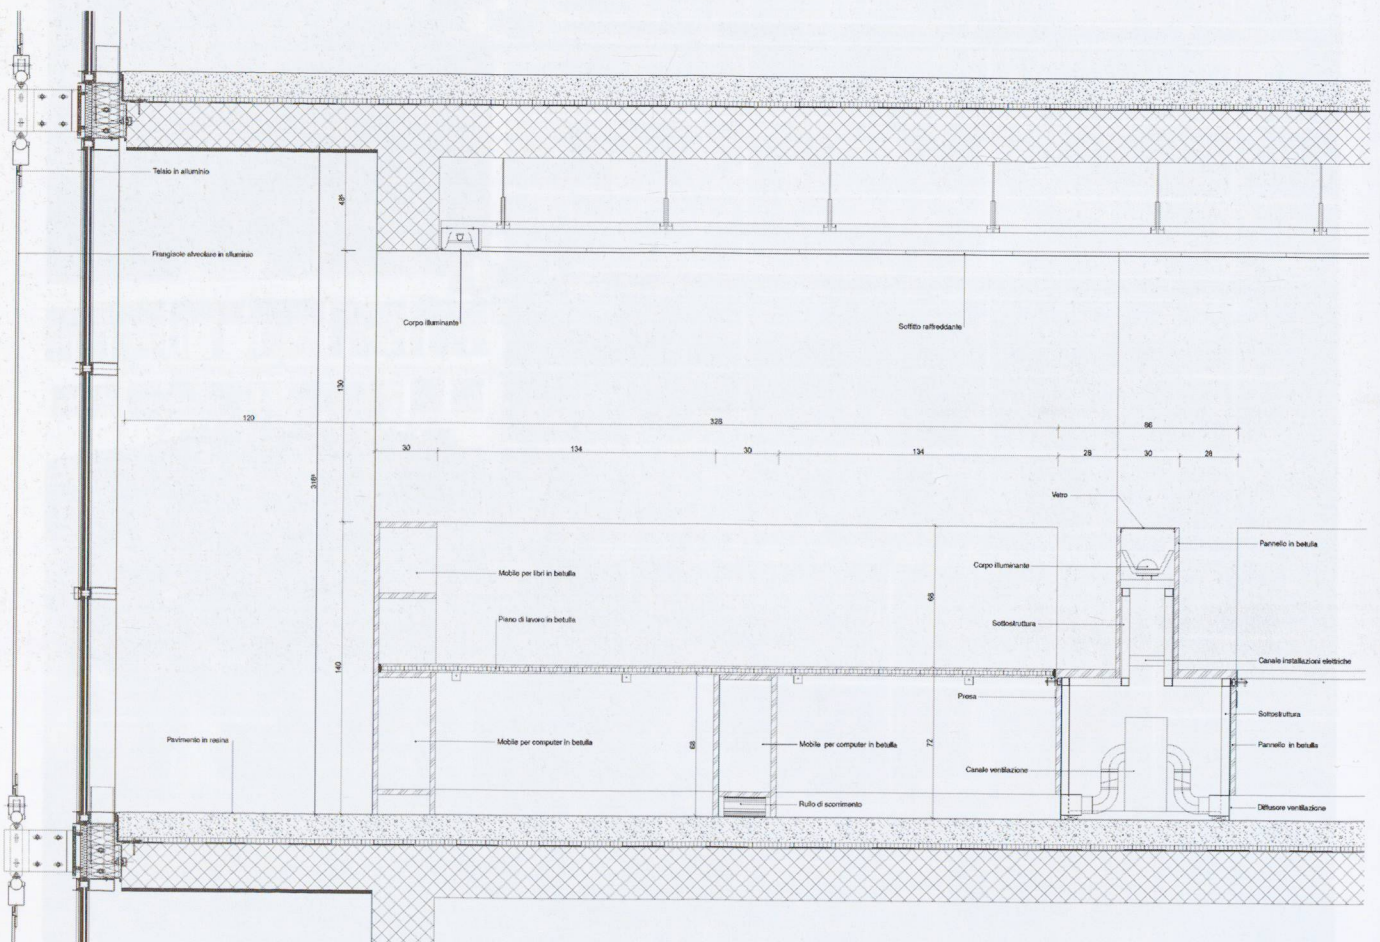 Telaio in alluminio
48⁵
Frangisole alveolare in alluminio
Corpo illuminante
Soffitto raffreddante
130
120
328
86
30
134
30
134
28
30
28
318⁵
Vetro
Pannello in betulla
Corpo illuminante
Mobile per libri in betulla
68
Piano di lavoro in betulla
Sottostruttura
140
Canale installazioni elettriche
Presa
Sottostruttura
Pavimento in resina
Mobile per computer in betulla
68
Mobile per computer in betulla
72
Pannello in betulla
Canale ventilazione
Rullo di scorrimento
Diffusore ventilazione